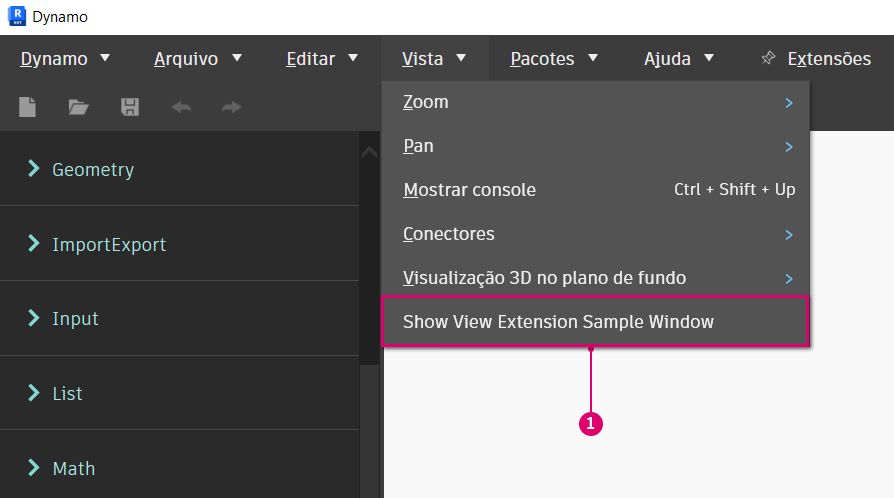 R
RVT
Dynamo
Dynamo Arquivo Editar Vista Pacotes Ajuda Extensões
Zoom
Pan
Mostrar console Ctrl + Shift + Up
Conectores
Visualização 3D no plano de fundo
Show View Extension Sample Window
1
Geometry
ImportExport
Input
List
Math